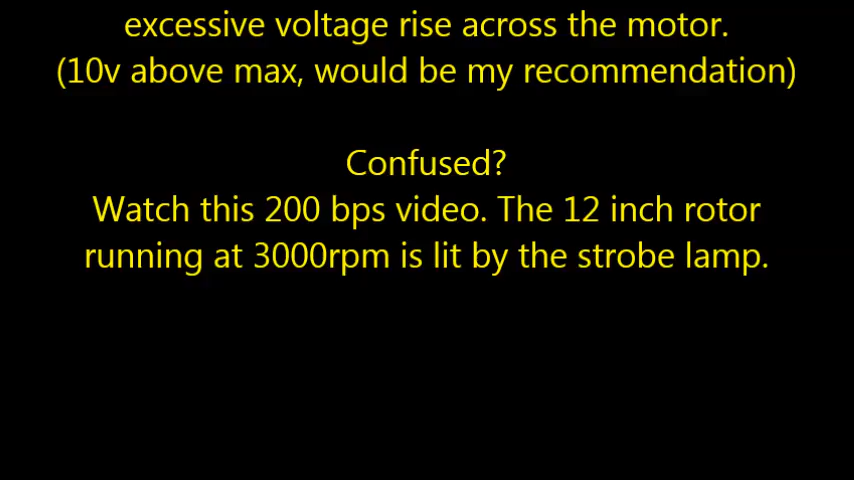 excessive voltage rise across the motor.
(10v above max, would be my recommendation)
Confused?
Watch this 200 bps video. The 12 inch rotor
running at 3000rpm is lit by the strobe lamp.